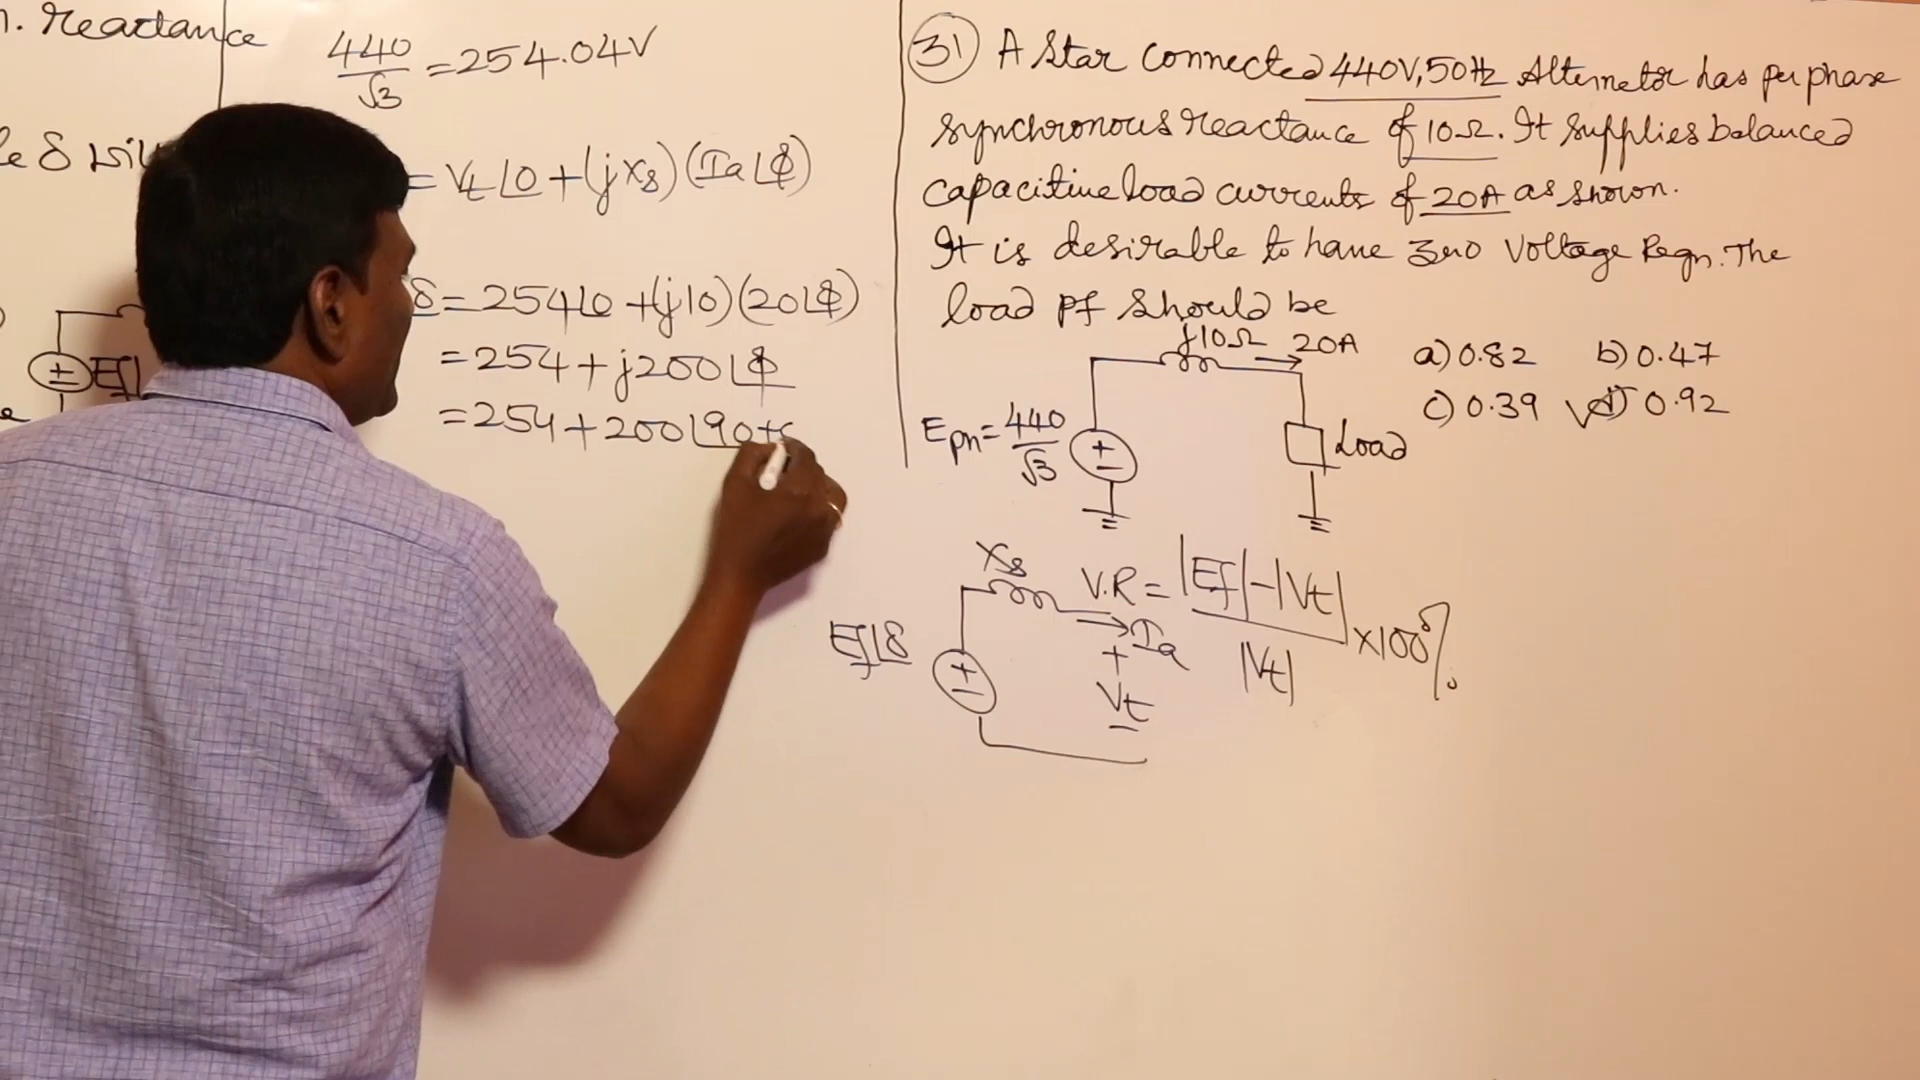 n. Reactance
440/√3 = 254.04V
le δ wil
= Vt∠0 + (jXs)(Ia∠ϕ)
δ = 254∠0 + (j10)(20∠ϕ)
= 254 + j200∠ϕ
= 254 + 200∠90+
±
Ef
31 A Star Connected 440V, 50Hz Alternator has per phase
synchronous reactance of 10Ω. It supplies balanced
capacitive load currents of 20A as shown.
It is desirable to have zero Voltage Regn. The
load pf should be
j10Ω 20A
a) 0.82 b) 0.47
c) 0.39 √d) 0.92
Eph = 440/√3
±
Load
Xs
V.R = |Ef| - |Vt| / |Vt| × 100%
Ef∠δ
±
Ia
+
Vt
-